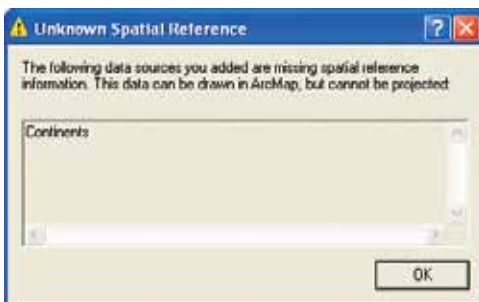 Unknown Spatial Reference
The following data sources you added are missing spatial reference
information. This data can be drawn in ArcMap, but cannot be projected
Continents
OK